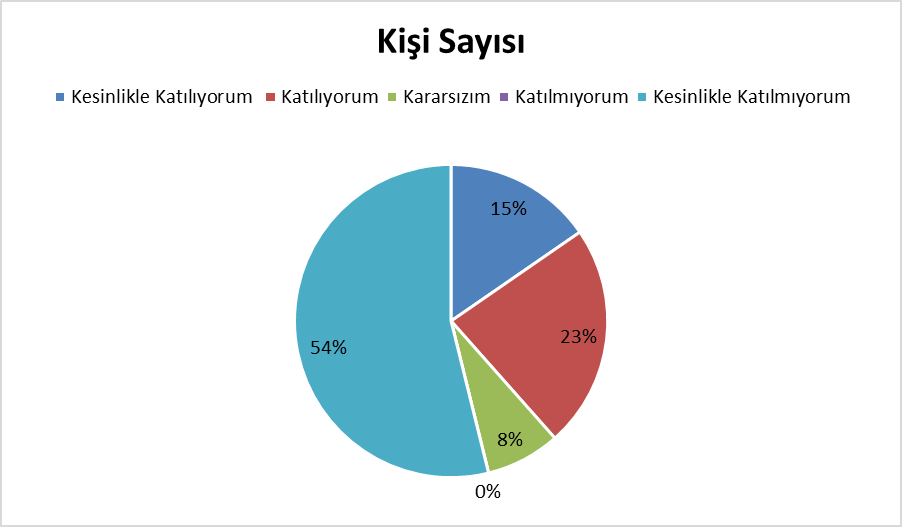 Kişi Sayısı
Kesinlikle Katılıyorum Katılıyorum Kararsızım Katılmıyorum Kesinlikle Katılmıyorum
15%
23%
54%
8%
0%